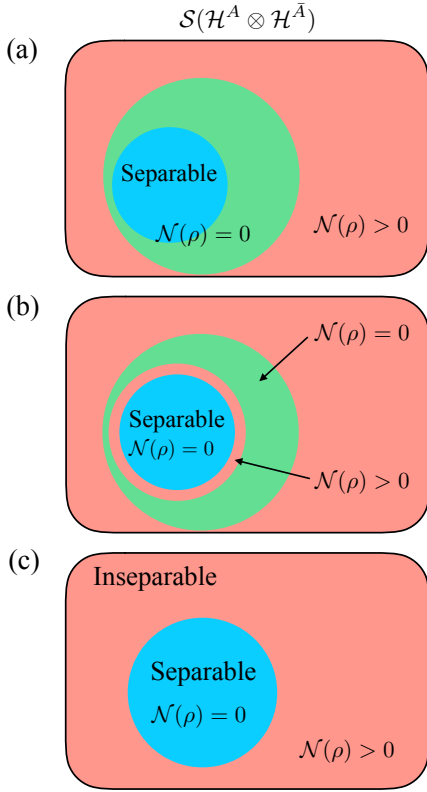 𝒮(ℋ^A ⊗ ℋ^Ā)
(a)
Separable
𝒩(ρ) = 0
𝒩(ρ) > 0
(b)
𝒩(ρ) = 0
Separable
𝒩(ρ) = 0
𝒩(ρ) > 0
(c)
Inseparable
Separable
𝒩(ρ) = 0
𝒩(ρ) > 0